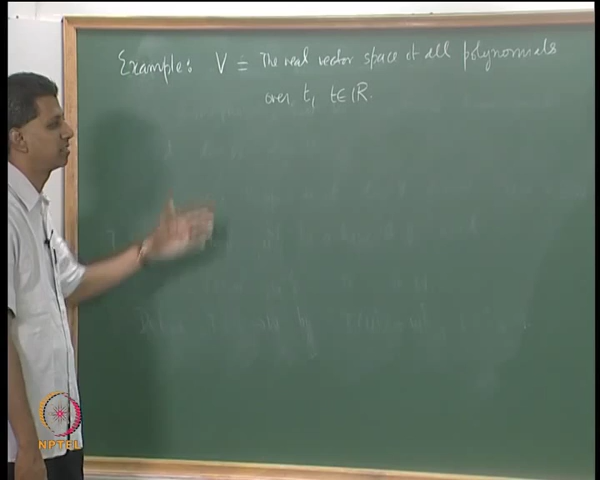 Example: V = The real vector space of all polynomials
over t, t ∈ ℝ.
NPTEL